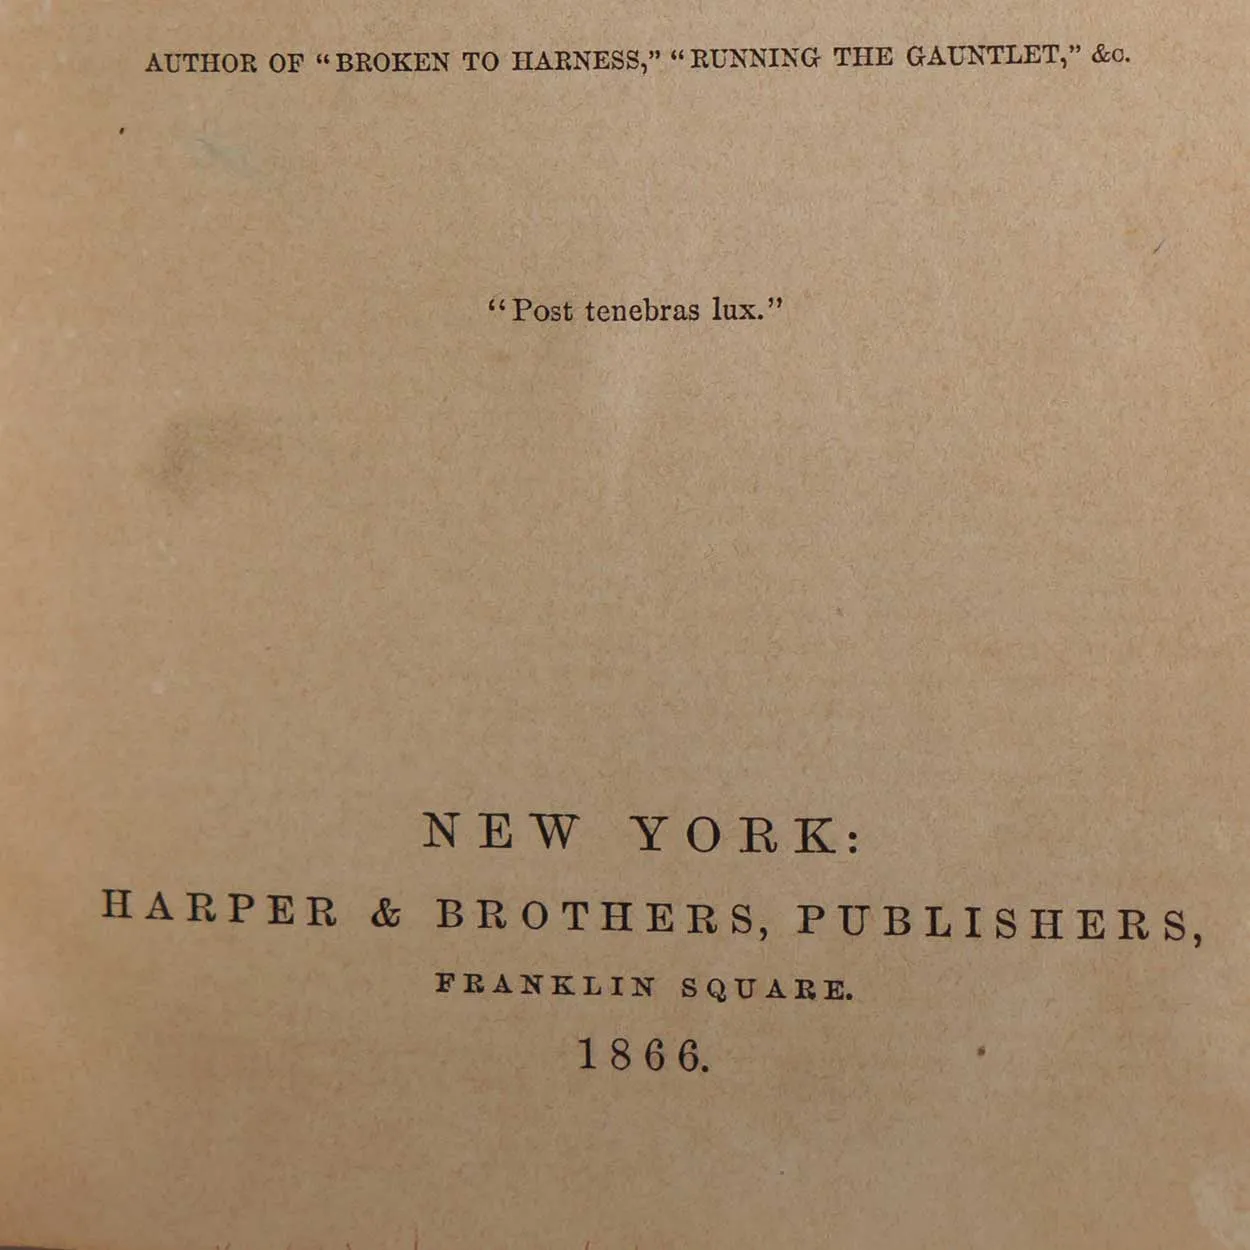 AUTHOR OF “BROKEN TO HARNESS,” “RUNNING THE GAUNTLET,” &c.
“Post tenebras lux.”
NEW YORK:
HARPER & BROTHERS, PUBLISHERS,
FRANKLIN SQUARE.
1866.